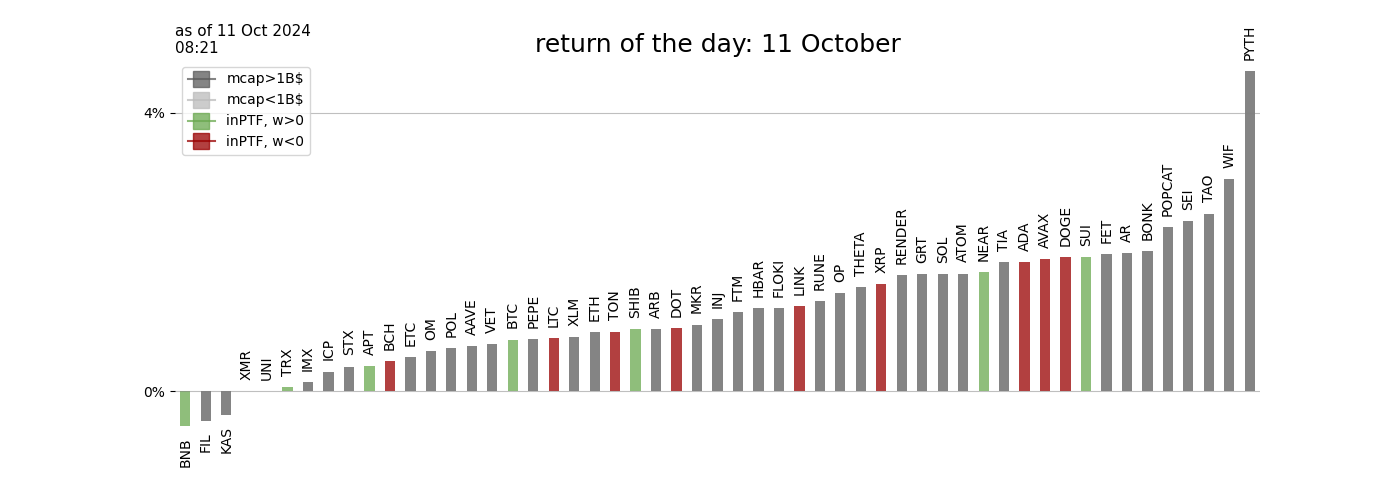 as of 11 Oct 2024
08:21
return of the day: 11 October
mcap>1B$
mcap<1B$
inPTF, w>0
inPTF, w<0
4%
0%
BNB
FIL
KAS
XMR
UNI
TRX
IMX
ICP
STX
APT
BCH
ETC
OM
POL
AAVE
VET
BTC
PEPE
LTC
XLM
ETH
TON
SHIB
ARB
DOT
MKR
INJ
FTM
HBAR
FLOKI
LINK
RUNE
OP
THETA
XRP
RENDER
GRT
SOL
ATOM
NEAR
TIA
ADA
AVAX
DOGE
SUI
FET
AR
BONK
POPCAT
SEI
TAO
WIF
PYTH